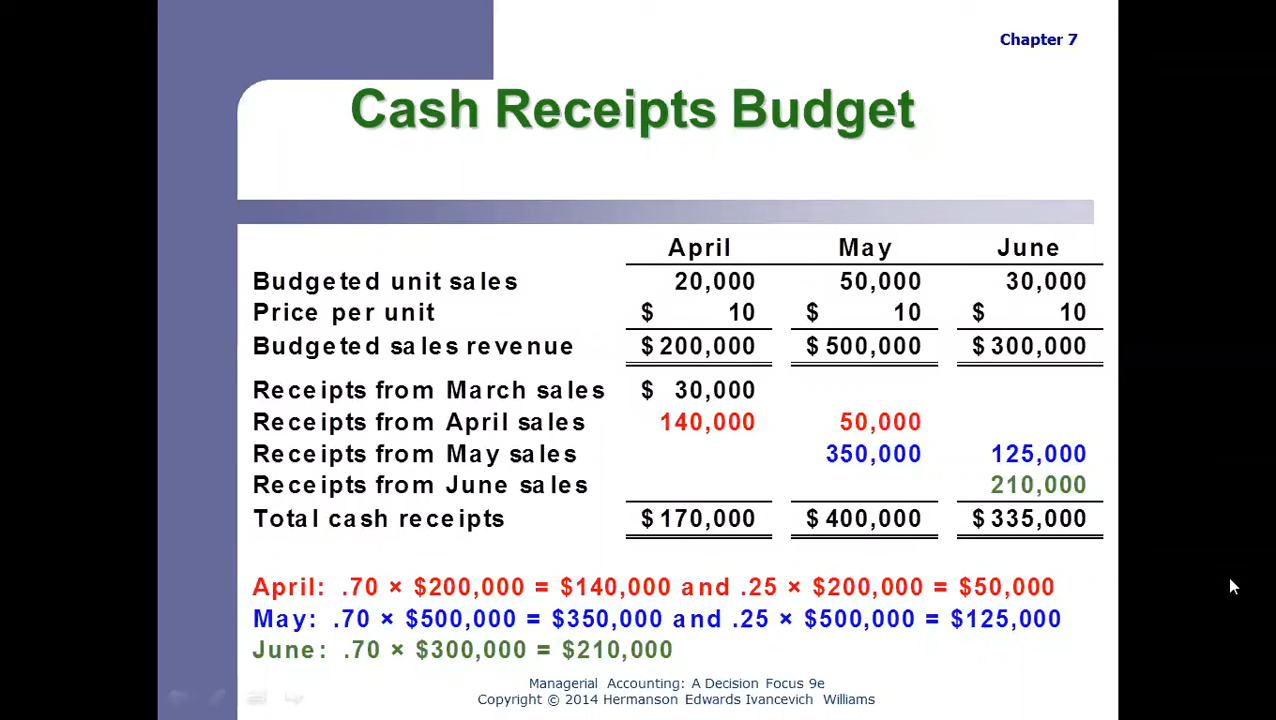 Chapter 7
Cash Receipts Budget
April May June
Budgeted unit sales 20,000 50,000 30,000
Price per unit $ 10 $ 10 $ 10
Budgeted sales revenue $200,000 $500,000 $300,000
Receipts from March sales $ 30,000
Receipts from April sales 140,000 50,000
Receipts from May sales 350,000 125,000
Receipts from June sales 210,000
Total cash receipts $170,000 $400,000 $335,000
April: .70 × $200,000 = $140,000 and .25 × $200,000 = $50,000
May: .70 × $500,000 = $350,000 and .25 × $500,000 = $125,000
June: .70 × $300,000 = $210,000
Managerial Accounting: A Decision Focus 9e
Copyright © 2014 Hermanson Edwards Ivancevich Williams